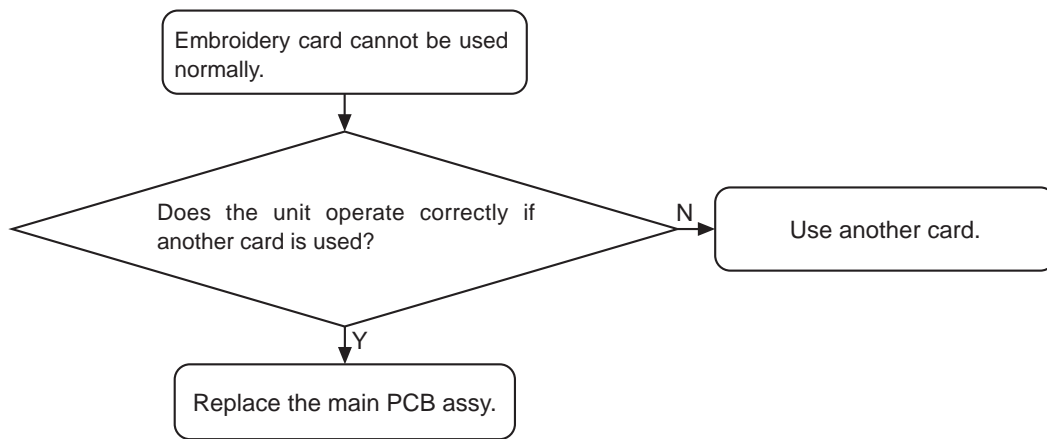 Embroidery card cannot be used
normally.
Does the unit operate correctly if
another card is used?
N
Use another card.
Y
Replace the main PCB assy.